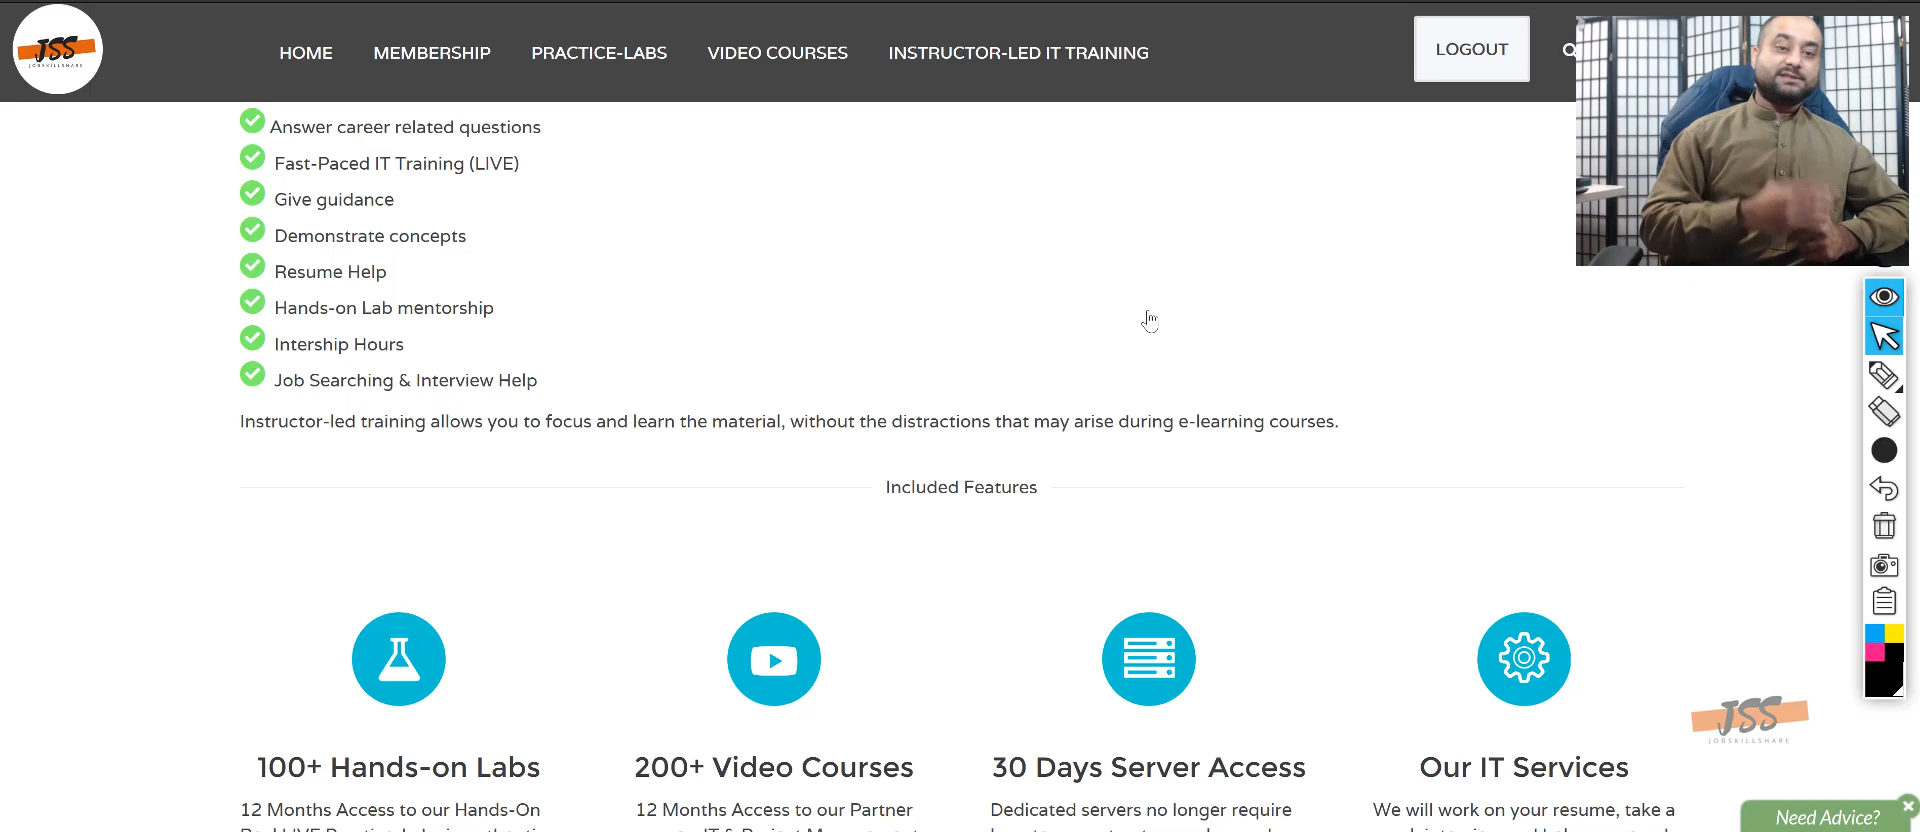 JSS
JOBSKILLSHARE
HOME MEMBERSHIP PRACTICE-LABS VIDEO COURSES INSTRUCTOR-LED IT TRAINING LOGOUT
Answer career related questions
Fast-Paced IT Training (LIVE)
Give guidance
Demonstrate concepts
Resume Help
Hands-on Lab mentorship
Intership Hours
Job Searching & Interview Help
Instructor-led training allows you to focus and learn the material, without the distractions that may arise during e-learning courses.
Included Features
JSS
JOBSKILLSHARE
100+ Hands-on Labs
200+ Video Courses
30 Days Server Access
Our IT Services
12 Months Access to our Hands-On
12 Months Access to our Partner
Dedicated servers no longer require
We will work on your resume, take a
Need Advice?